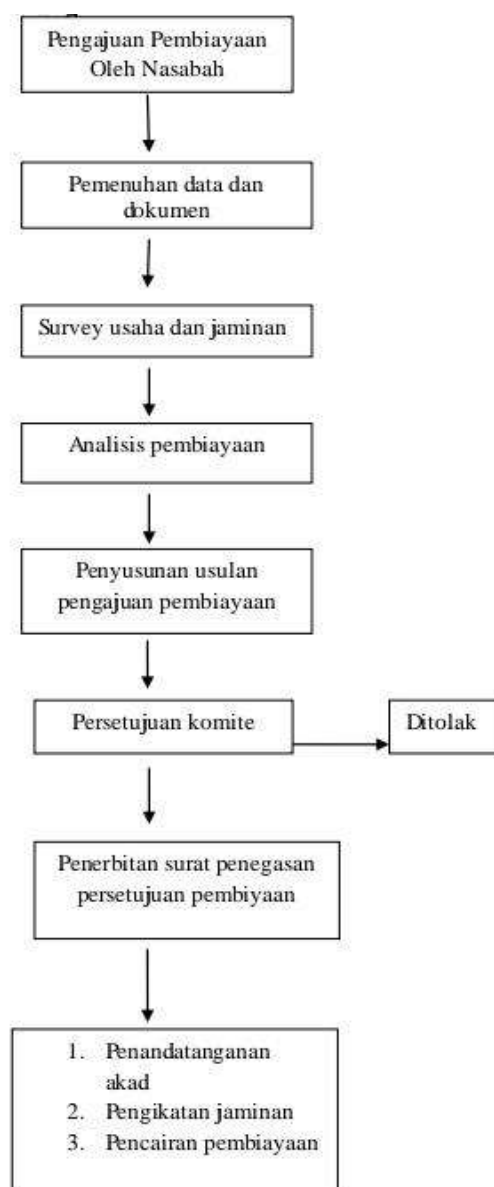 Pengajuan Pembiayaan
Oleh Nasabah
Pemenuhan data dan
dokumen
Survey usaha dan jaminan
Analisis pembiayaan
Penyusunan usulan
pengajuan pembiayaan
Persetujuan komite
Ditolak
Penerbitan surat penegasan
persetujuan pembiyaan
1. Penandatanganan
akad
2. Pengikatan jaminan
3. Pencairan pembiayaan